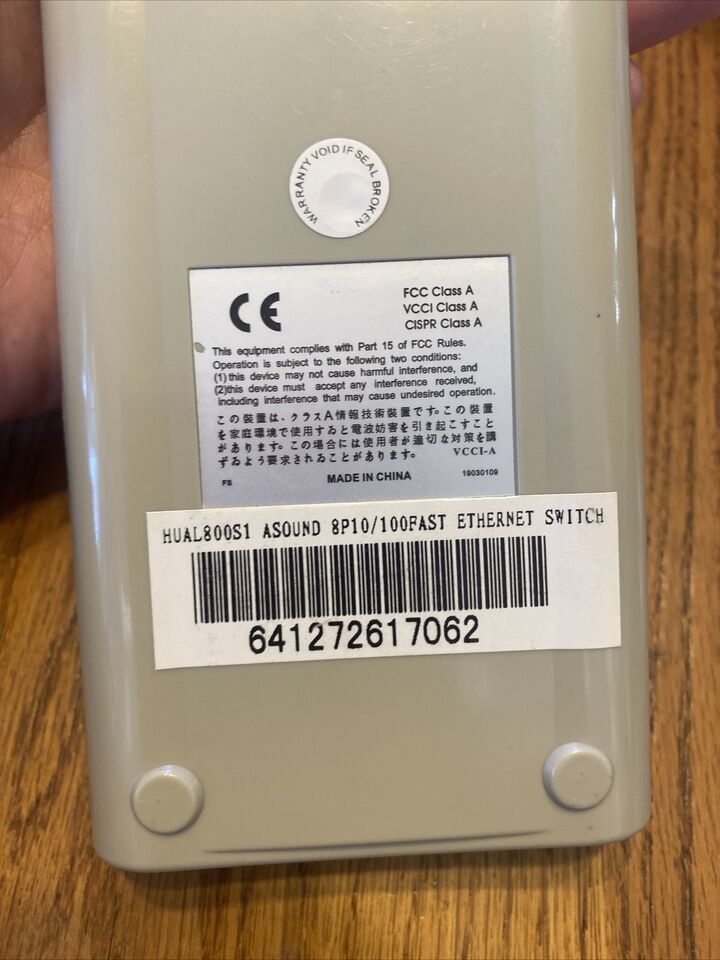 WARRANTY VOID IF SEAL BROKEN
CE
FCC Class A
VCCI Class A
CISPR Class A
This equipment complies with Part 15 of FCC Rules.
Operation is subject to the following two conditions:
(1) this device may not cause harmful interference, and
(2)this device must accept any interference received,
including interference that may cause undesired operation.
この装置は、クラスA情報技術装置です。この装置
を家庭環境で使用すると電波妨害を引き起こすこと
があります。この場合には使用者が適切な対策を講
ずるよう要求されることがあります。 VCCI-A
FS MADE IN CHINA 19030109
HUAL800S1 ASOUND 8P10/100FAST ETHERNET SWITCH
641272617062